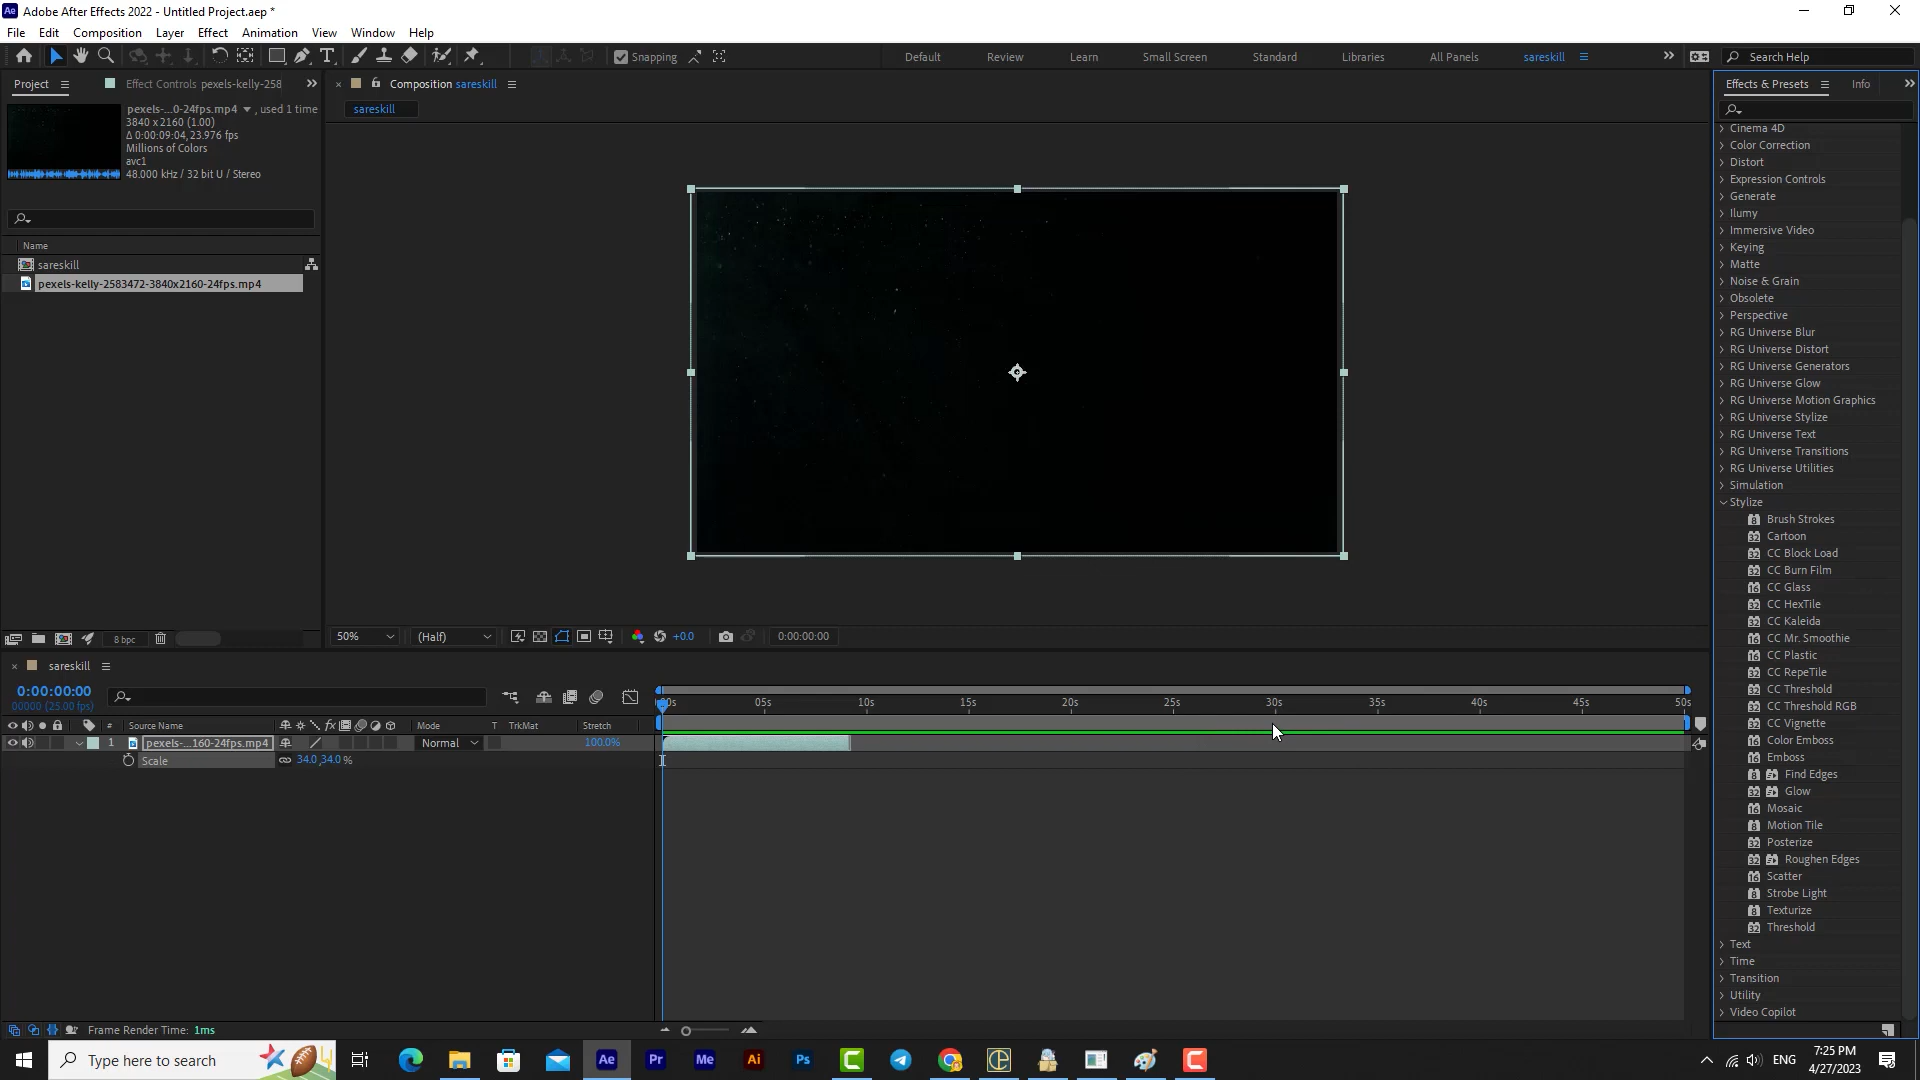 Adobe After Effects 2022 - Untitled Project.aep *
File Edit Composition Layer Effect Animation View Window Help
Snapping
Default Review Learn Small Screen Standard Libraries All Panels sareskill
Search Help
Project
Effect Controls pexels-kelly-258
Composition sareskill
sareskill
pexels-...0-24fps.mp4 , used 1 time
3840 x 2160 (1.00)
Δ 0:00:09:04, 23.976 fps
Millions of Colors
avc1
48.000 kHz / 32 bit U / Stereo
Name
sareskill
pexels-kelly-2583472-3840x2160-24fps.mp4
8 bpc
50%
(Half)
+0.0
0:00:00:00
Effects & Presets Info
Cinema 4D
Color Correction
Distort
Expression Controls
Generate
Ilumy
Immersive Video
Keying
Matte
Noise & Grain
Obsolete
Perspective
RG Universe Blur
RG Universe Distort
RG Universe Generators
RG Universe Glow
RG Universe Motion Graphics
RG Universe Stylize
RG Universe Text
RG Universe Transitions
RG Universe Utilities
Simulation
Stylize
Brush Strokes
Cartoon
CC Block Load
CC Burn Film
CC Glass
CC HexTile
CC Kaleida
CC Mr. Smoothie
CC Plastic
CC RepeTile
CC Threshold
CC Threshold RGB
CC Vignette
Color Emboss
Emboss
Find Edges
Glow
Mosaic
Motion Tile
Posterize
Roughen Edges
Scatter
Strobe Light
Texturize
Threshold
Text
Time
Transition
Utility
Video Copilot
sareskill
0:00:00:00
00000 (25.00 fps)
05s 10s 15s 20s 25s 30s 35s 40s 45s 50s
# Source Name Mode T TrkMat Stretch
1 pexels-...160-24fps.mp4 Normal 100.0%
Scale 34.0,34.0 %
Frame Render Time: 1ms
Type here to search
Ae Pr Me Ai Ps
ENG
7:25 PM
4/27/2023